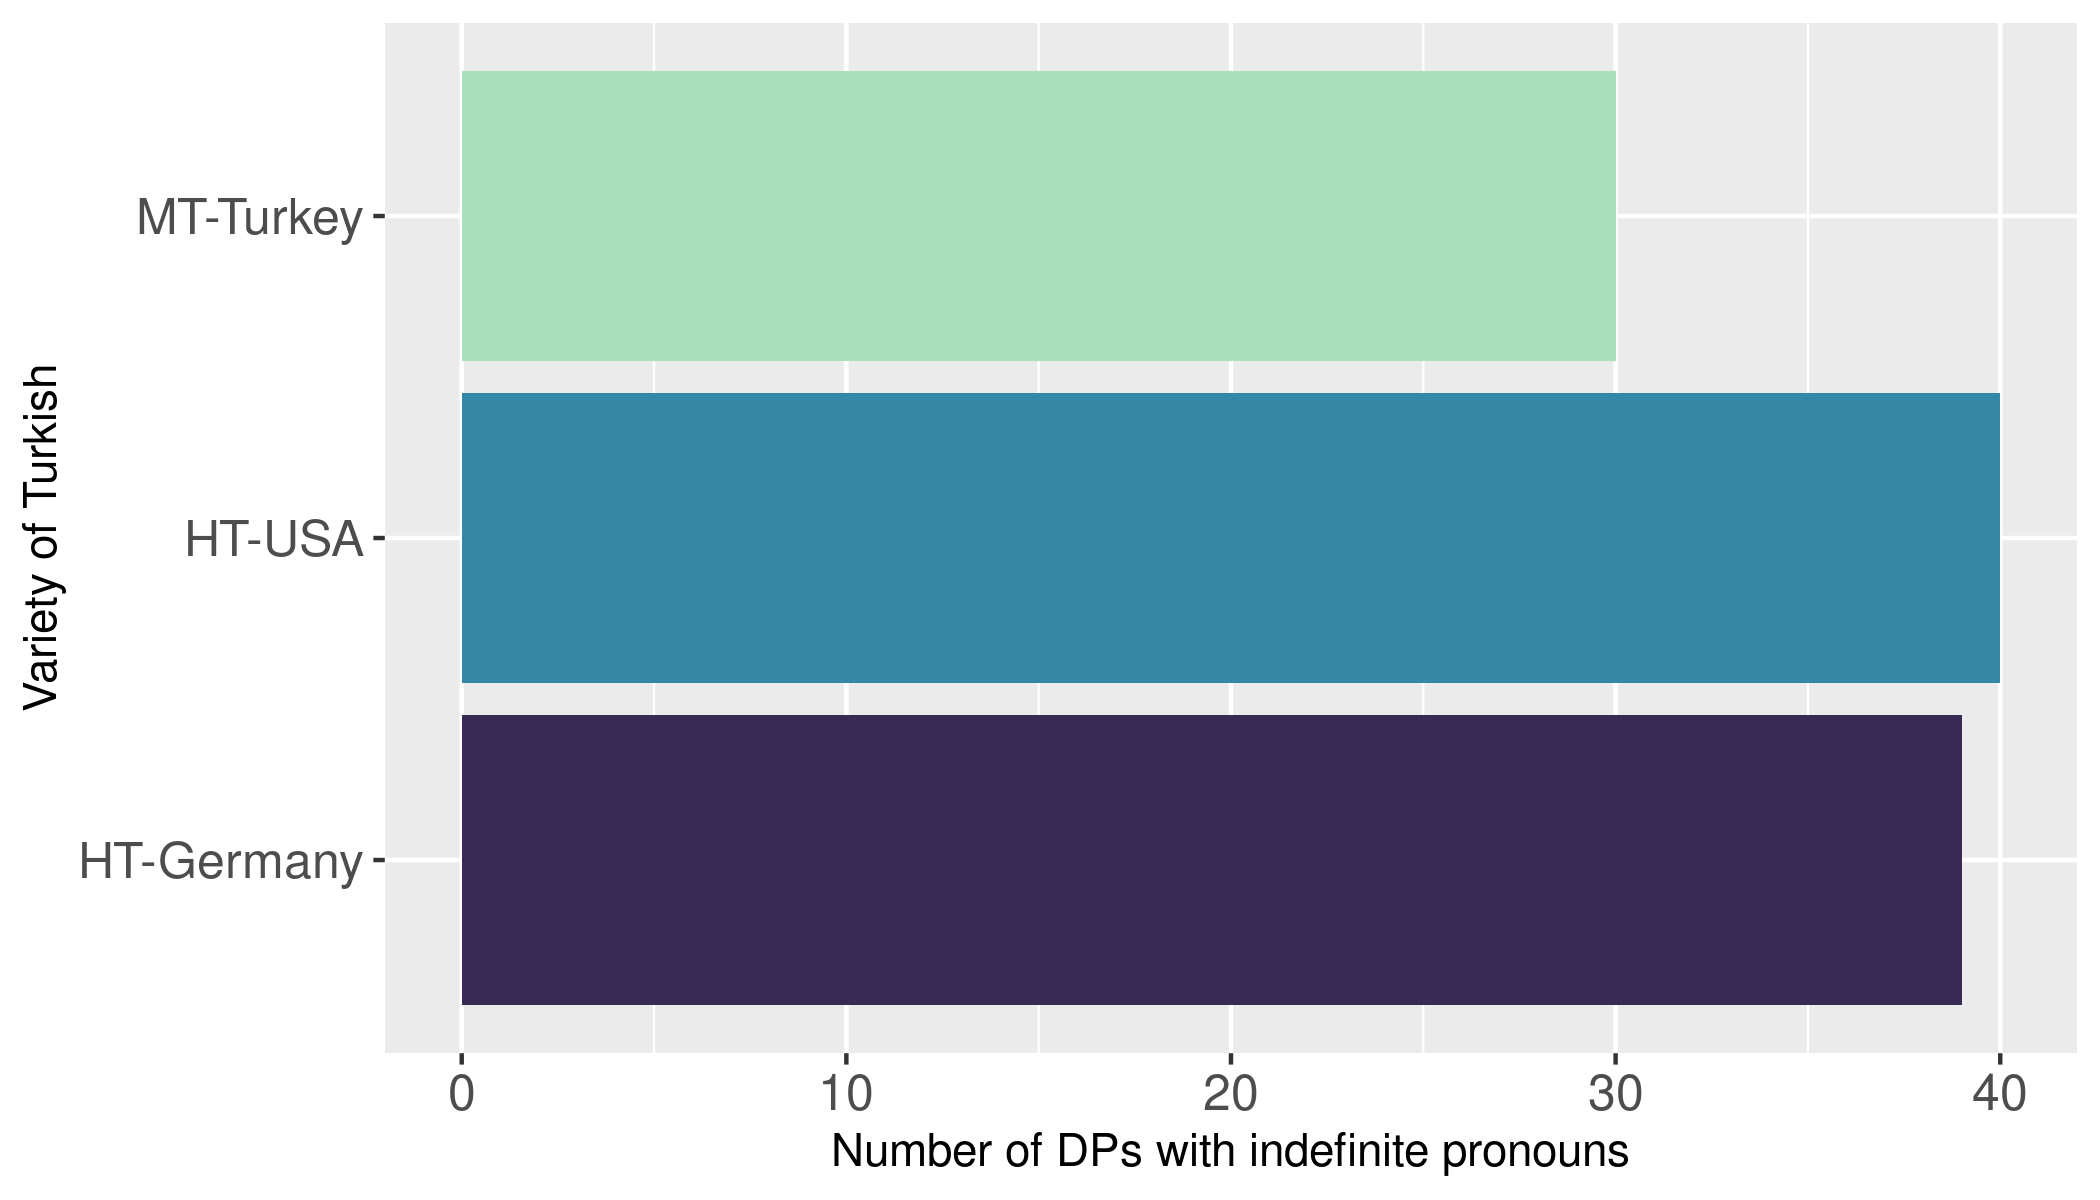 Variety of Turkish
MT-Turkey
HT-USA
HT-Germany
0 10 20 30 40
Number of DPs with indefinite pronouns